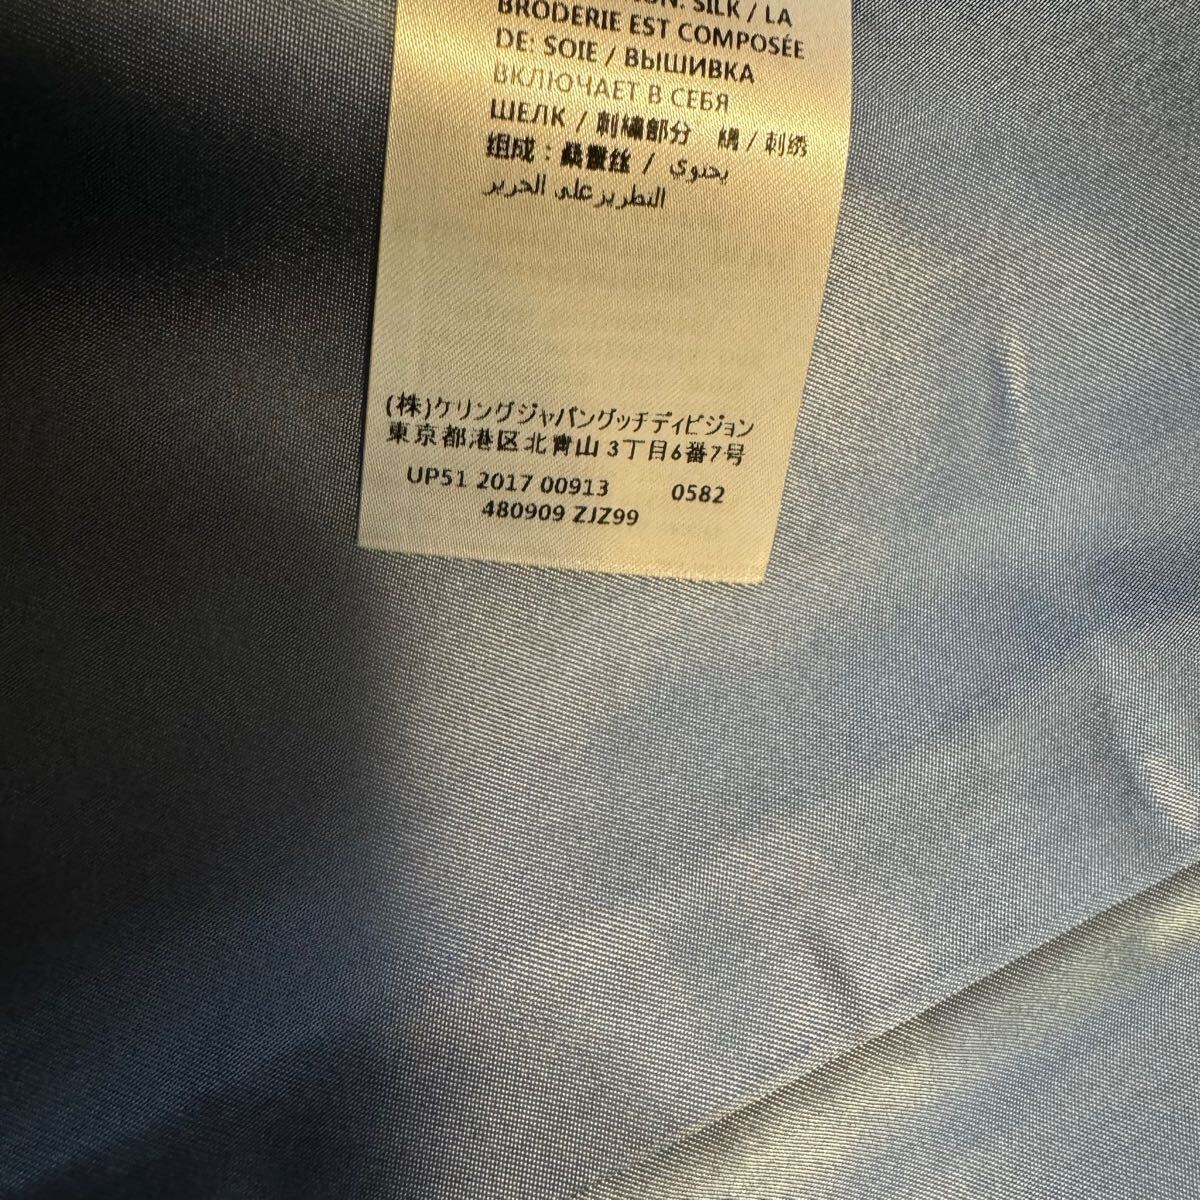 SILK / LA
BRODERIE EST COMPOSÉE
DE: SOIE / ВЫШИВКА
ВКЛЮЧАЕТ В СЕБЯ
ШЕЛК / 刺繍部分 絹 / 刺绣
组成：桑蚕丝 / يحتوي
التطريز على الحرير
(株)ケリングジャパングッチディビジョン
東京都港区北青山3丁目6番7号
UP51 2017 00913 0582
480909 ZJZ99